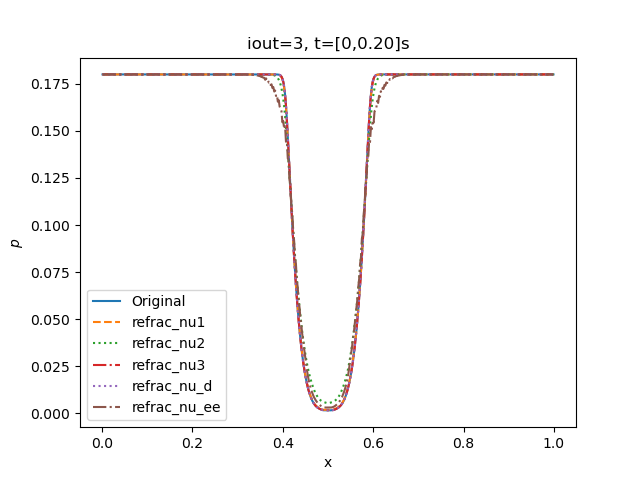 iout=3, t=[0,0.20]s
0.175
0.150
0.125
0.100
0.075
0.050
0.025
0.000
p
Original
refrac_nu1
refrac_nu2
refrac_nu3
refrac_nu_d
refrac_nu_ee
0.0 0.2 0.4 0.6 0.8 1.0
x